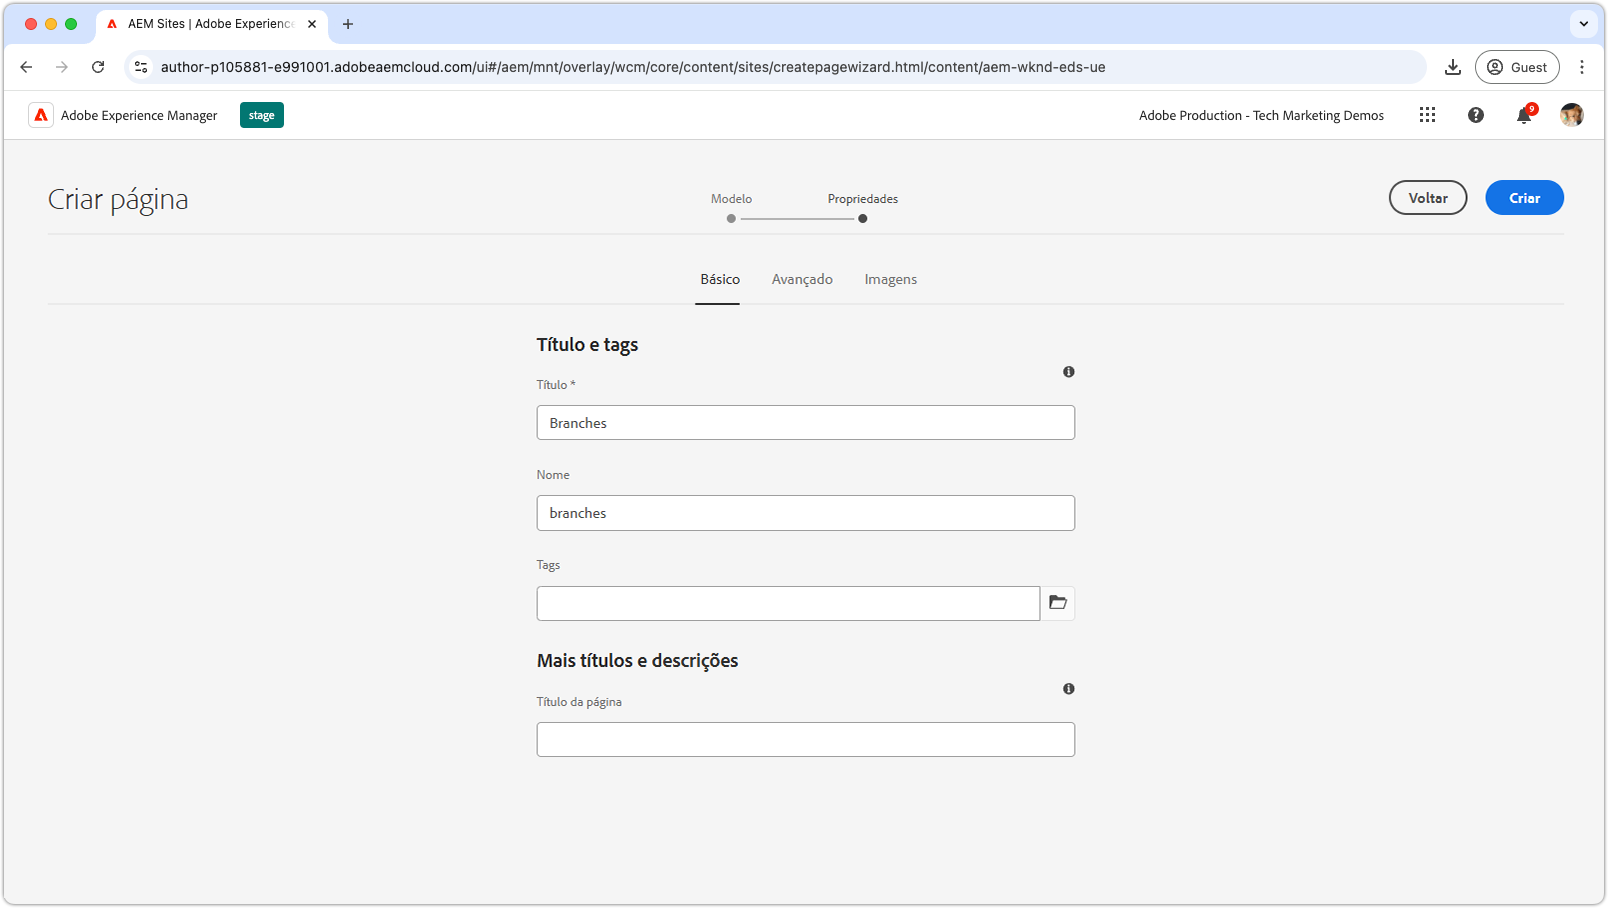 AEM Sites | Adobe Experience
author-p105881-e991001.adobeaemcloud.com/ui#/aem/mnt/overlay/wcm/core/content/sites/createpagewizard.html/content/aem-wknd-eds-ue
Guest
Adobe Experience Manager
stage
Adobe Production - Tech Marketing Demos
9
Criar página
Modelo
Propriedades
Voltar
Criar
Básico
Avançado
Imagens
Título e tags
Título *
Branches
Nome
branches
Tags
Mais títulos e descrições
Título da página